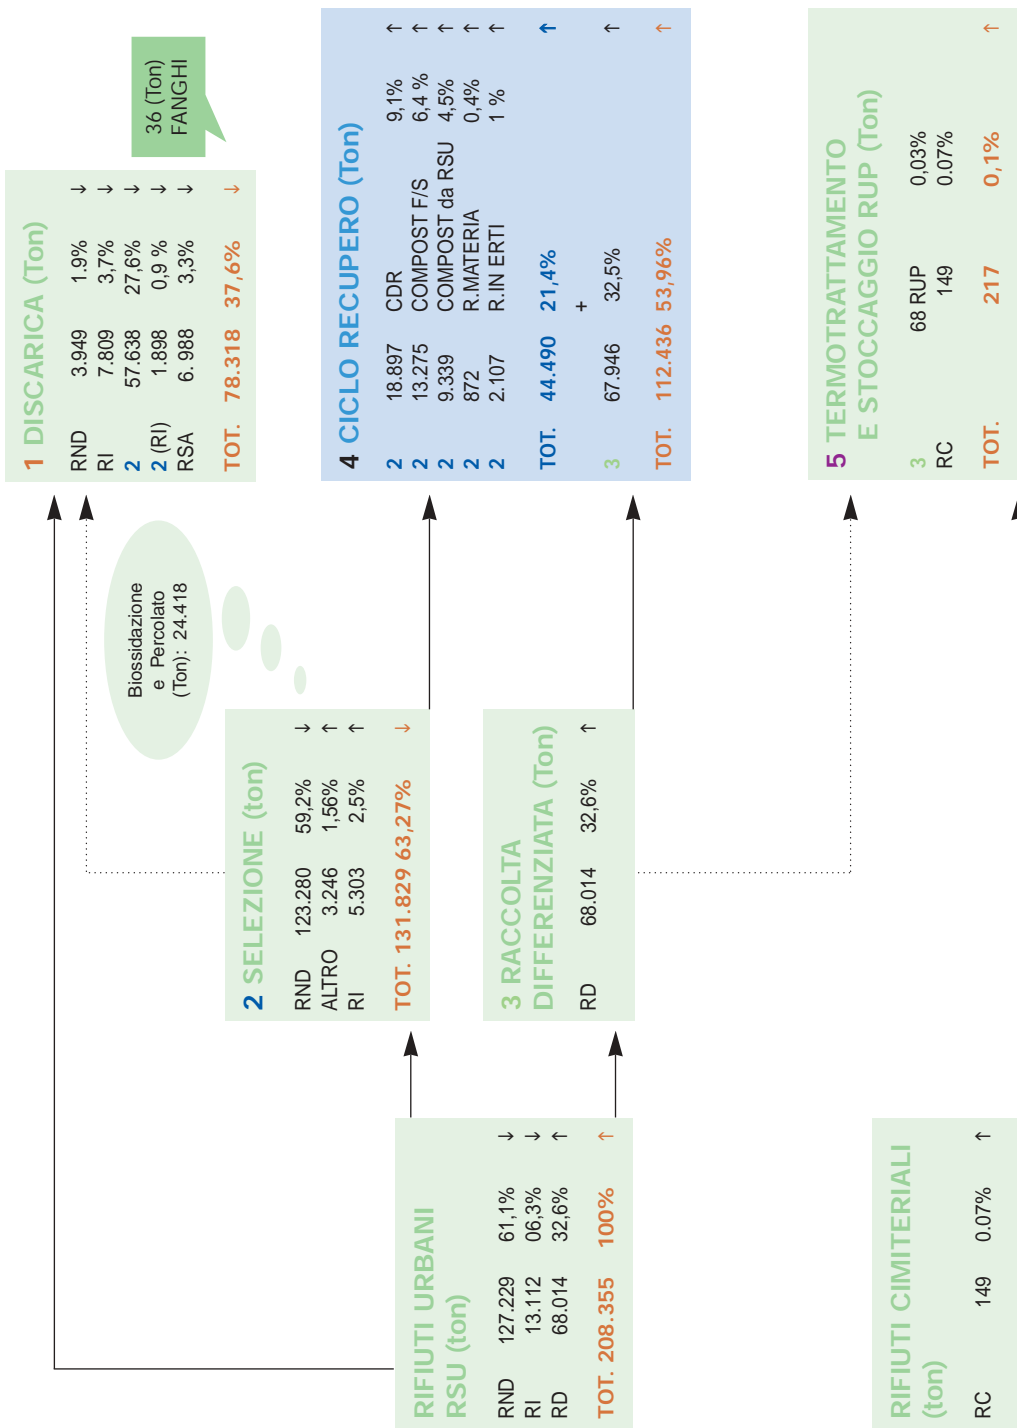 RIFIUTI URBANI
RSU (ton)
RND 127.229 61,1% ↓
RI 13.112 06,3% ↓
RD 68.014 32,6% ↑
TOT. 208.355 100% ↑
RIFIUTI CIMITERIALI
(ton)
RC 149 0.07% ↑
Biossidazione
e Percolato
(Ton): 24.418
2 SELEZIONE (ton)
RND 123.280 59,2% ↓
ALTRO 3.246 1,56% ↑
RI 5.303 2,5% ↑
TOT. 131.829 63,27% ↓
3 RACCOLTA
DIFFERENZIATA (Ton)
RD 68.014 32,6% ↑
1 DISCARICA (Ton)
RND 3.949 1.9% ↓
RI 7.809 3,7% ↓
2 57.638 27,6% ↓
2 (RI) 1.898 0,9 % ↓
RSA 6. 988 3,3% ↓
TOT. 78.318 37,6% ↓
36 (Ton)
FANGHI
4 CICLO RECUPERO (Ton)
2 18.897 CDR 9,1% ↑
2 13.275 COMPOST F/S 6,4 % ↑
2 9.339 COMPOST da RSU 4,5% ↑
2 872 R.MATERIA 0,4% ↑
2 2.107 R.IN ERTI 1 % ↑
TOT. 44.490 21,4% ↑
+
3 67.946 32,5% ↑
TOT. 112.436 53,96% ↑
5 TERMOTRATTAMENTO
E STOCCAGGIO RUP (Ton)
3 68 RUP 0,03%
RC 149 0.07%
TOT. 217 0,1% ↑